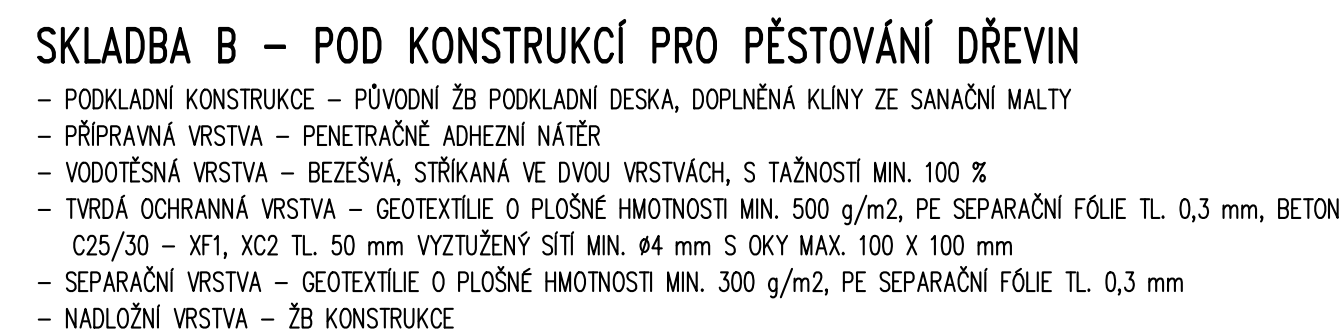 SKLADBA B – POD KONSTRUKCÍ PRO PĚSTOVÁNÍ DŘEVIN
– PODKLADNÍ KONSTRUKCE – PŮVODNÍ ŽB PODKLADNÍ DESKA, DOPLNĚNÁ KLÍNY ZE SANAČNÍ MALTY
– PŘÍPRAVNÁ VRSTVA – PENETRAČNĚ ADHEZNÍ NÁTĚR
– VODOTĚSNÁ VRSTVA – BEZEŠVÁ, STŘÍKANÁ VE DVOU VRSTVÁCH, S TAŽNOSTÍ MIN. 100 %
– TVRDÁ OCHRANNÁ VRSTVA – GEOTEXTÍLIE O PLOŠNÉ HMOTNOSTI MIN. 500 g/m2, PE SEPARAČNÍ FÓLIE TL. 0,3 mm, BETON
C25/30 – XF1, XC2 TL. 50 mm VYZTUŽENÝ SÍTÍ MIN. ø4 mm S OKY MAX. 100 X 100 mm
– SEPARAČNÍ VRSTVA – GEOTEXTÍLIE O PLOŠNÉ HMOTNOSTI MIN. 300 g/m2, PE SEPARAČNÍ FÓLIE TL. 0,3 mm
– NADLOŽNÍ VRSTVA – ŽB KONSTRUKCE